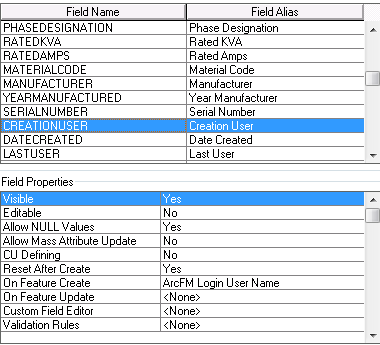 Field Name Field Alias
PHASEDESIGNATION Phase Designation
RATEDKVA Rated KVA
RATEDAMPS Rated Amps
MATERIALCODE Material Code
MANUFACTURER Manufacturer
YEARMANUFACTURED Year Manufacturer
SERIALNUMBER Serial Number
CREATIONUSER Creation User
DATECREATED Date Created
LASTUSER Last User
Field Properties
Visible Yes
Editable No
Allow NULL Values Yes
Allow Mass Attribute Update No
CU Defining No
Reset After Create Yes
On Feature Create ArcFM Login User Name
On Feature Update <None>
Custom Field Editor <None>
Validation Rules <None>